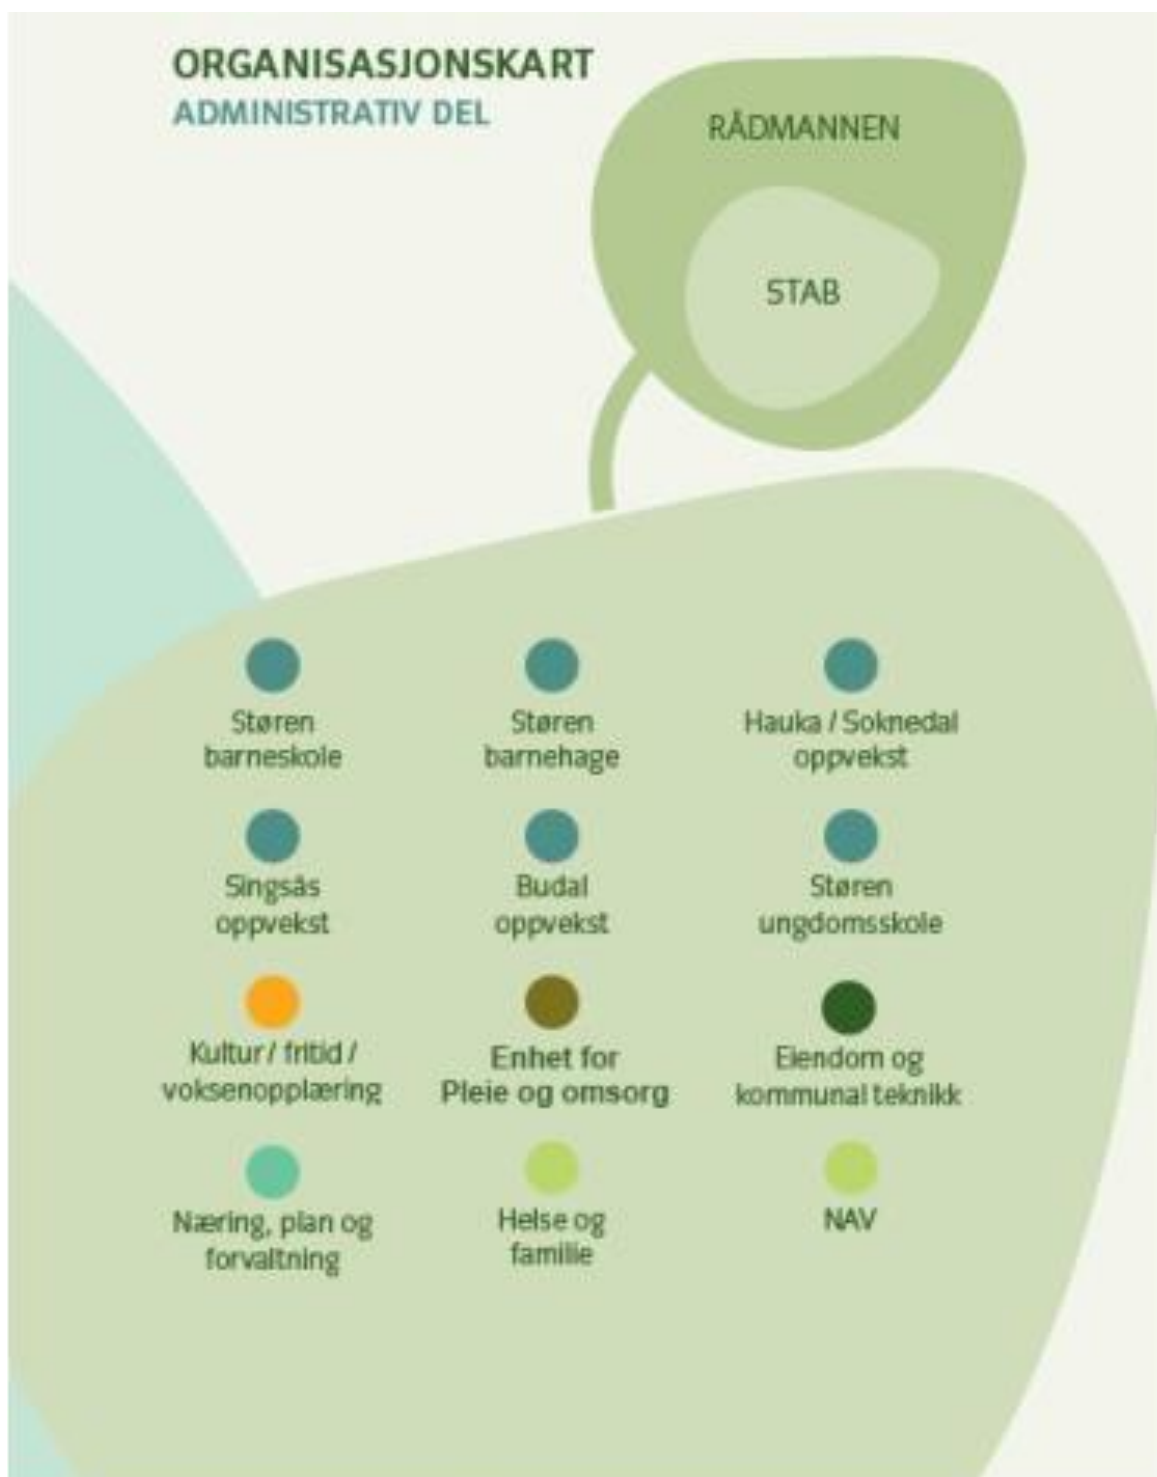 ORGANISASJONSKART
ADMINISTRATIV DEL
RÅDMANNEN
STAB
Støren
barneskole
Støren
barnehage
Hauka / Soknedal
oppvekst
Singsås
oppvekst
Budal
oppvekst
Støren
ungdomsskole
Kultur / fritid /
voksenopplæring
Enhet for
Pleie og omsorg
Eiendom og
kommunal teknikk
Næring, plan og
forvaltning
Helse og
familie
NAV